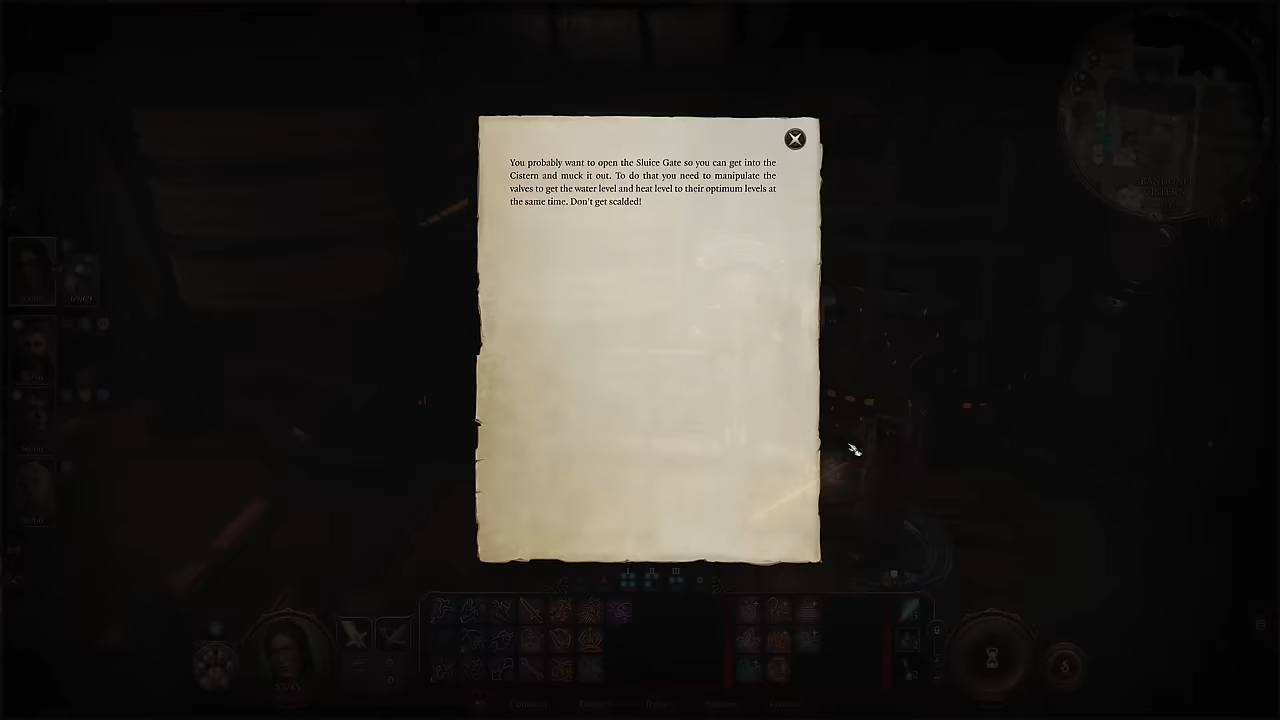 You probably want to open the Sluice Gate so you can get into the
Cistern and muck it out. To do that you need to manipulate the
valves to get the water level and heat level to their optimum levels at
the same time. Don't get scalded!
ABANDONED
CISTERN